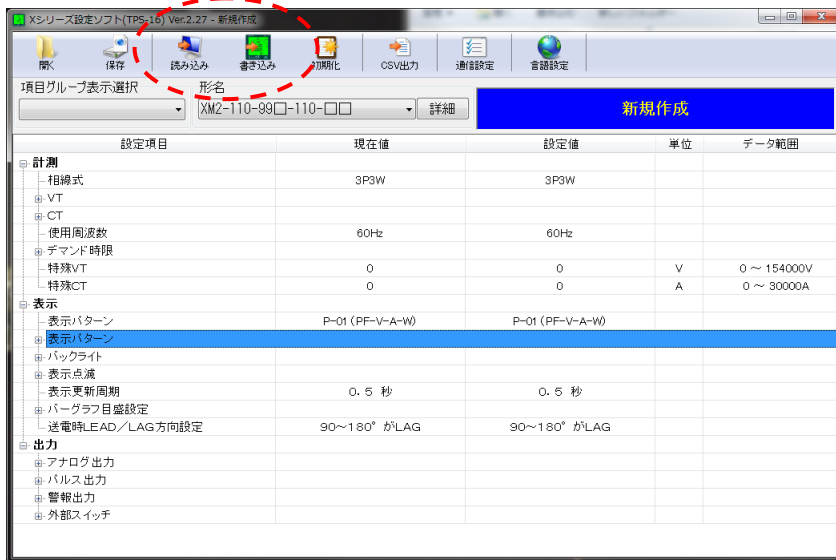 Xシリーズ設定ソフト(TPS-16) Ver.2.27 - 新規作成
開く 保存 読み込み 書き込み 初期化 CSV出力 通信設定 言語設定
項目グループ表示選択 形名
XM2-110-99□-110-□□ 詳細 新規作成
設定項目 現在値 設定値 単位 データ範囲
計測
相線式 3P3W 3P3W
VT
CT
使用周波数 60Hz 60Hz
デマンド時限
特殊VT 0 0 V 0 ~ 154000V
特殊CT 0 0 A 0 ~ 30000A
表示
表示パターン P-01(PF-V-A-W) P-01(PF-V-A-W)
表示パターン
バックライト
表示点滅
表示更新周期 0.5 秒 0.5 秒
バーグラフ目盛設定
送電時LEAD/LAG方向設定 90~180°がLAG 90~180°がLAG
出力
アナログ出力
パルス出力
警報出力
外部スイッチ